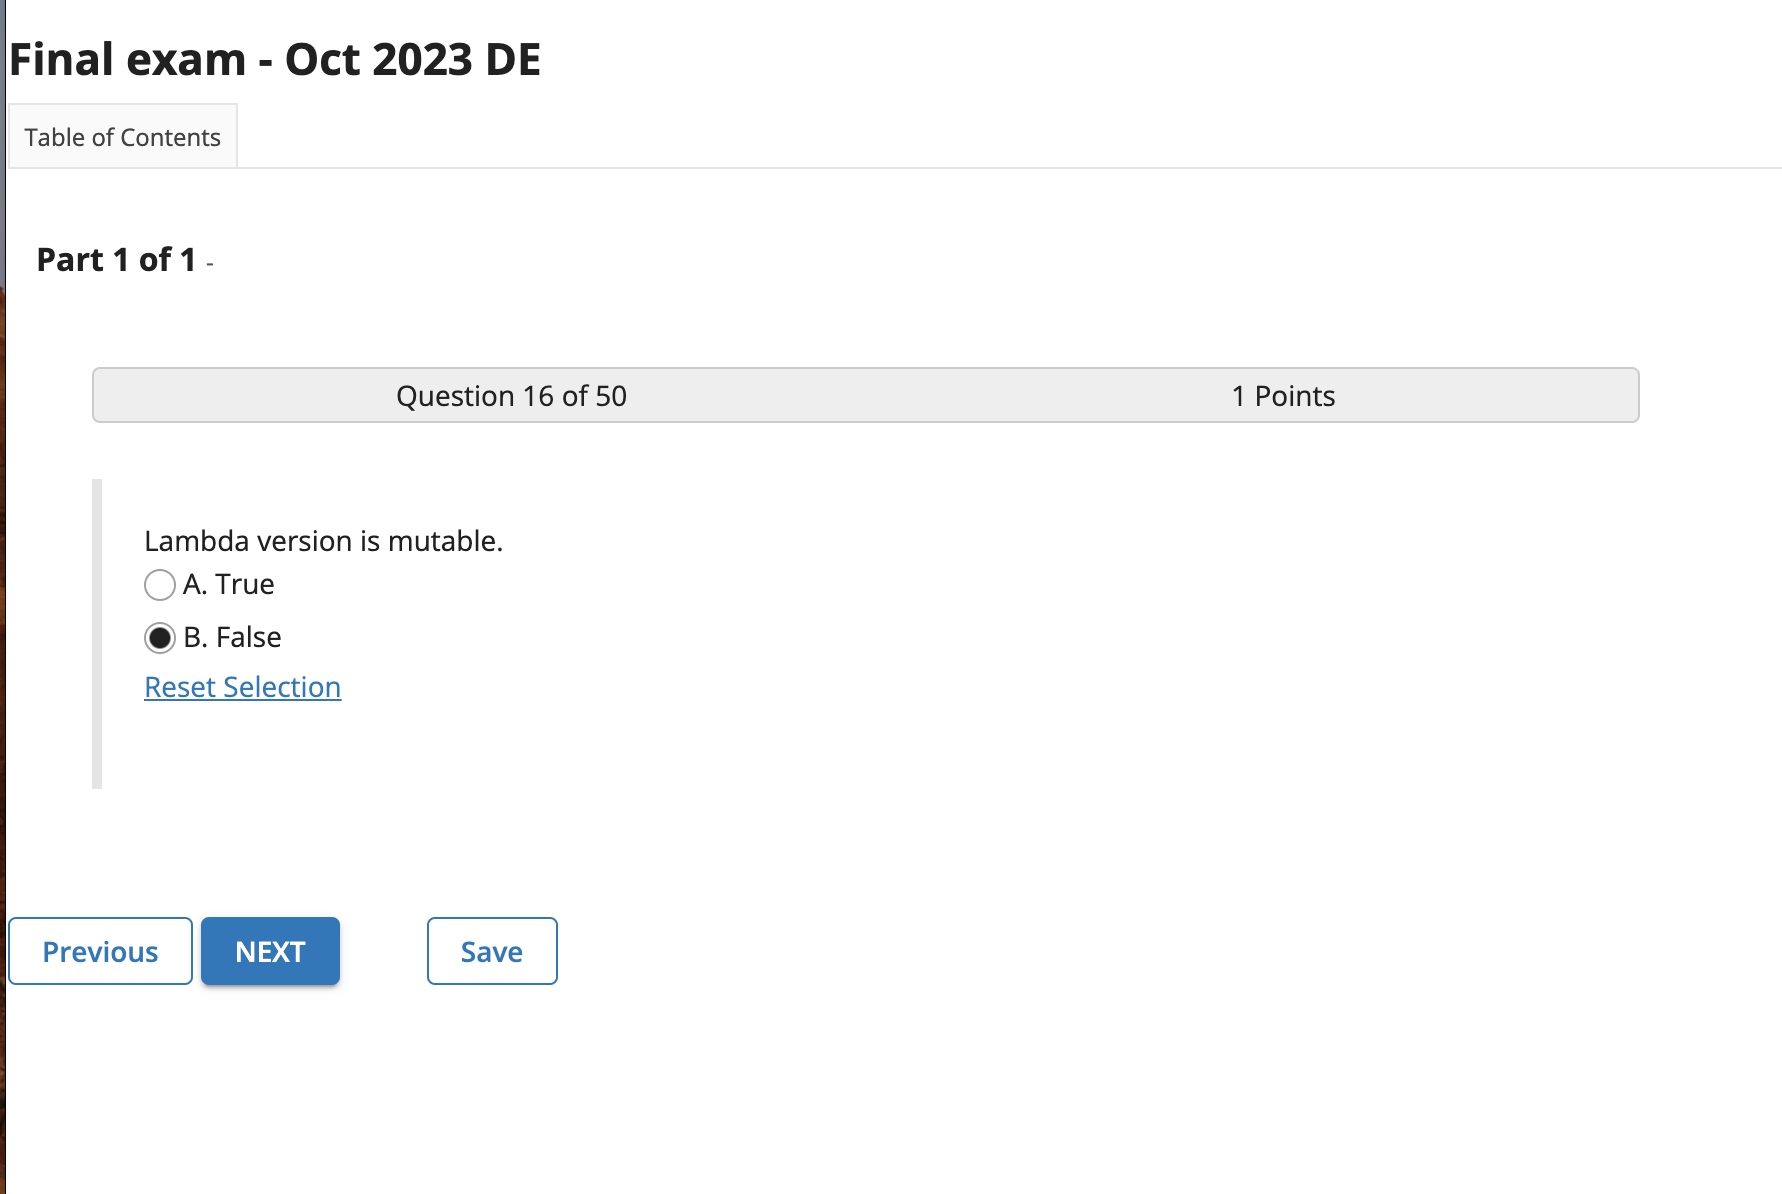 Final exam - Oct 2023 DE
Table of Contents
Part 1 of 1 -
Question 16 of 50 1 Points
Lambda version is mutable.
A. True
B. False
Reset Selection
Previous NEXT Save